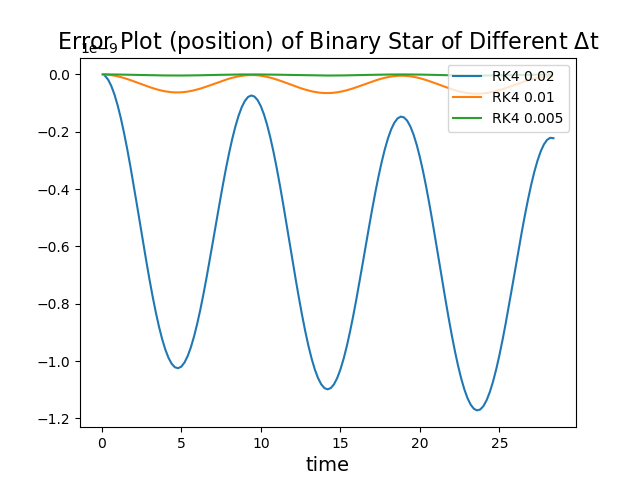 Error Plot (position) of Binary Star of Different Δt
1e−9
0.0
−0.2
−0.4
−0.6
−0.8
−1.0
−1.2
RK4 0.02
RK4 0.01
RK4 0.005
0
5
10
15
20
25
time